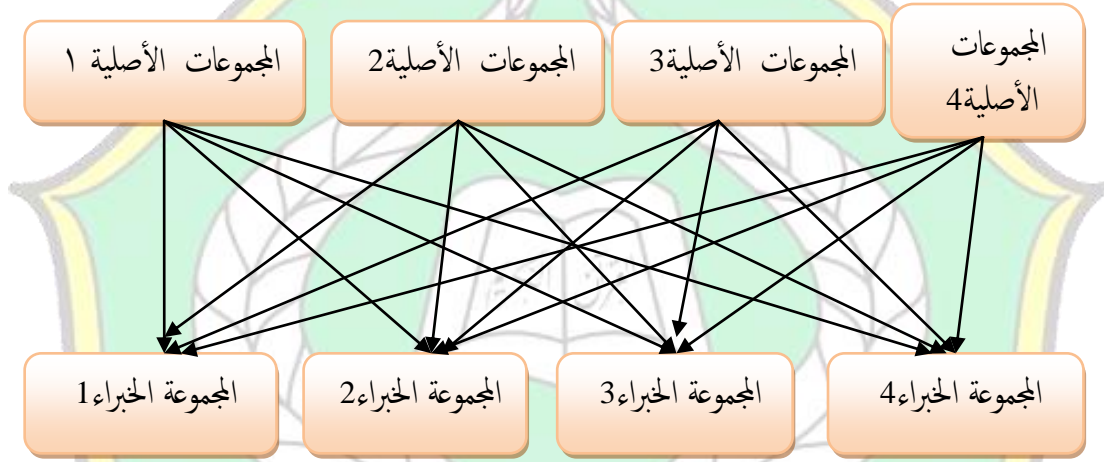 المجموعات الأصلية ١
المجموعات الأصلية2
المجموعات الأصلية3
المجموعات
الأصلية4
المجموعة الخبراء1
المجموعة الخبراء2
المجموعة الخبراء3
المجموعة الخبراء4